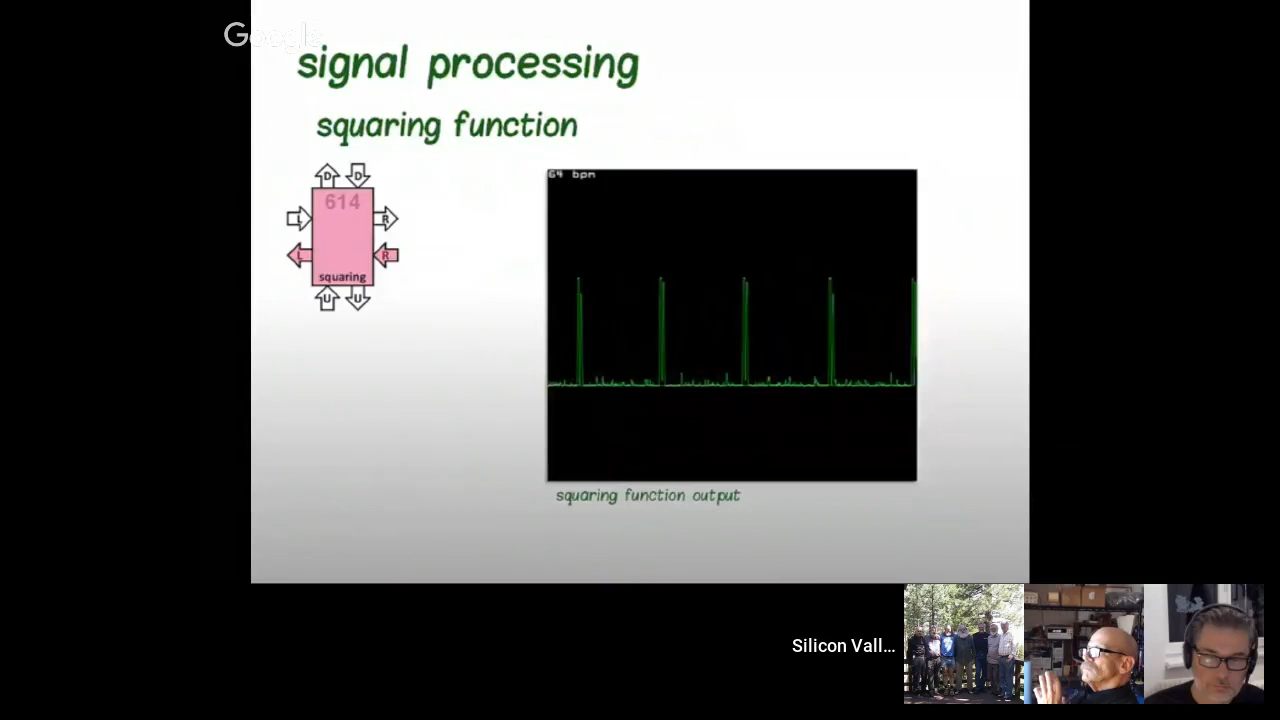 Google
signal processing
squaring function
D D
614
L R
L R
squaring
U U
64 bpm
squaring function output
Silicon Vall...